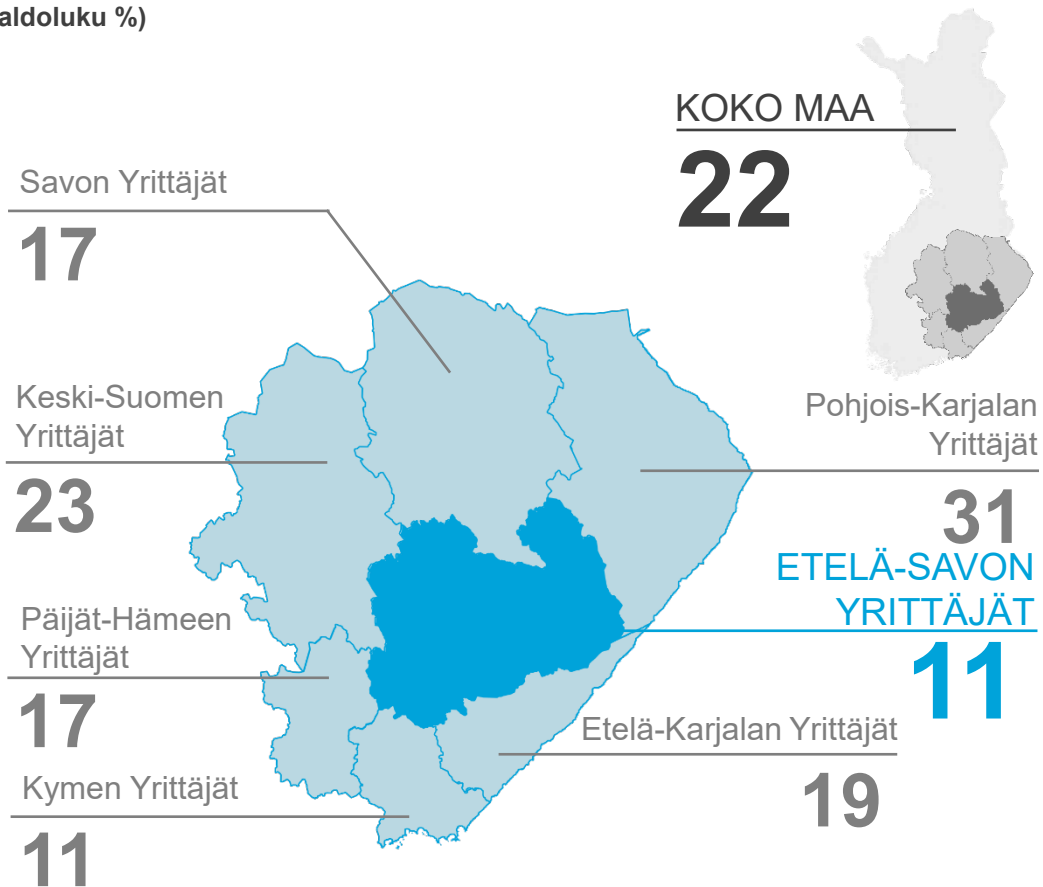 aldoluku %)
KOKO MAA
22
Savon Yrittäjät
17
Keski-Suomen
Yrittäjät
23
Pohjois-Karjalan
Yrittäjät
31
ETELÄ-SAVON
YRITTÄJÄT
11
Päijät-Hämeen
Yrittäjät
17
Etelä-Karjalan Yrittäjät
19
Kymen Yrittäjät
11